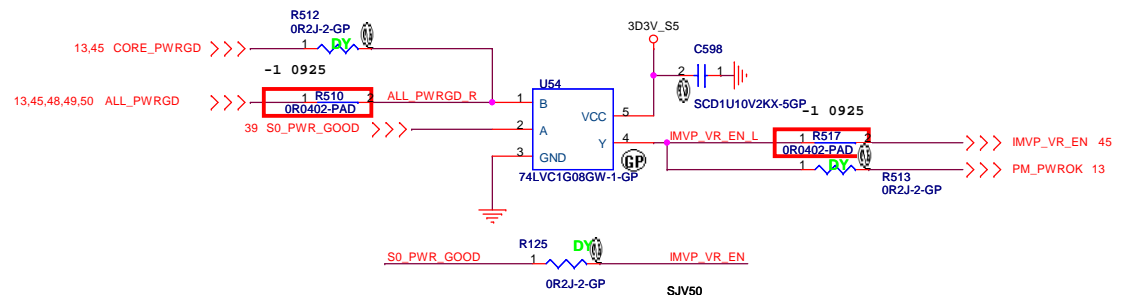 R512
0R2J-2-GP
1 DY 2
13,45 CORE_PWRGD
-1 0925
13,45,48,49,50 ALL_PWRGD
1 R510 2
0R0402-PAD
ALL_PWRGD_R
39 S0_PWR_GOOD
U54
1 B
2 A
3 GND
VCC 5
Y 4
GP
74LVC1G08GW-1-GP
3D3V_S5
C598
2 1
SCD1U10V2KX-5GP
-1 0925
IMVP_VR_EN_L
1 R517 2
0R0402-PAD
IMVP_VR_EN 45
1 DY 2
R513
0R2J-2-GP
PM_PWROK 13
S0_PWR_GOOD
R125
1 DY 2
0R2J-2-GP
IMVP_VR_EN
SJV50